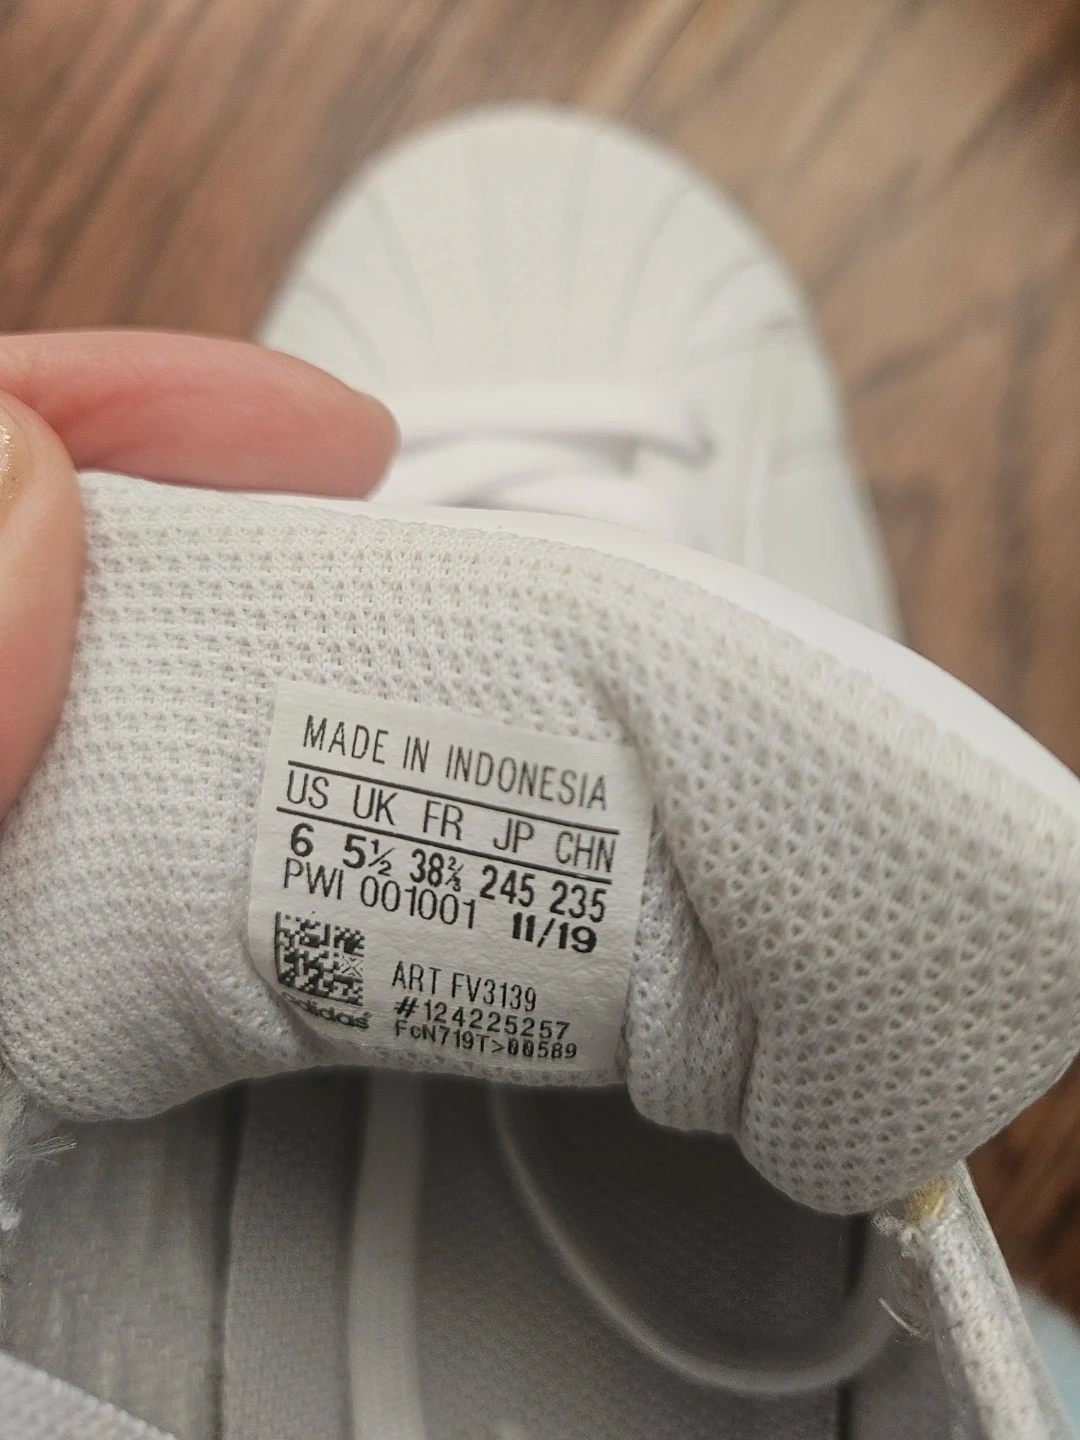 MADE IN INDONESIA
US UK FR JP CHN
6 5½ 38⅔ 245 235
PWI 001001 11/19
ART FV3139
#124225257
FcN719T>00589
adidas